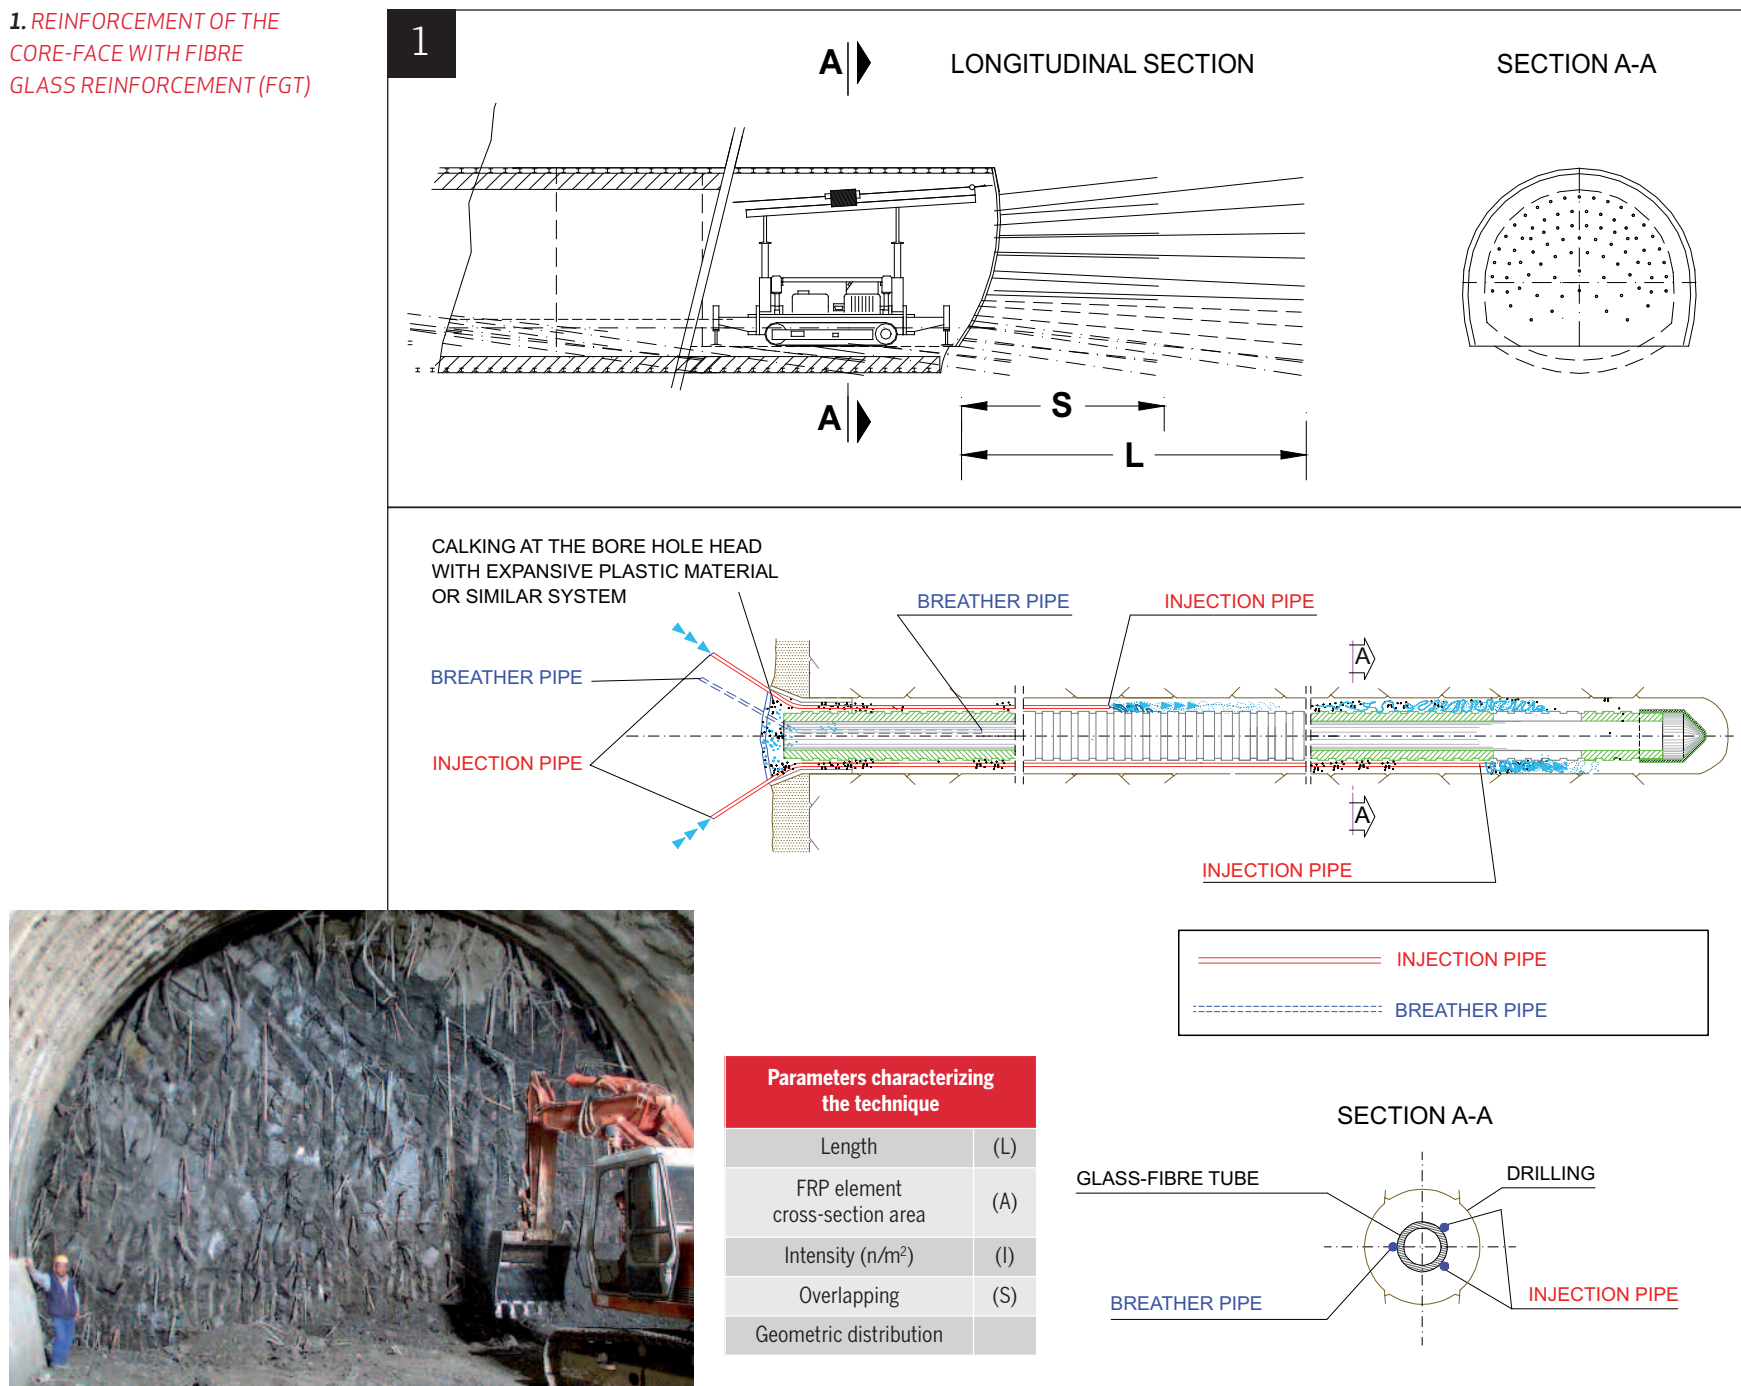 1. REINFORCEMENT OF THE
CORE-FACE WITH FIBRE
GLASS REINFORCEMENT (FGT)
1
A
LONGITUDINAL SECTION
SECTION A-A
A
S
L
CALKING AT THE BORE HOLE HEAD
WITH EXPANSIVE PLASTIC MATERIAL
OR SIMILAR SYSTEM
BREATHER PIPE
INJECTION PIPE
BREATHER PIPE
A
INJECTION PIPE
A
INJECTION PIPE
INJECTION PIPE
BREATHER PIPE
Parameters characterizing
the technique
Length (L)
FRP element
cross-section area (A)
Intensity (n/m²) (I)
Overlapping (S)
Geometric distribution
SECTION A-A
GLASS-FIBRE TUBE
DRILLING
BREATHER PIPE
INJECTION PIPE